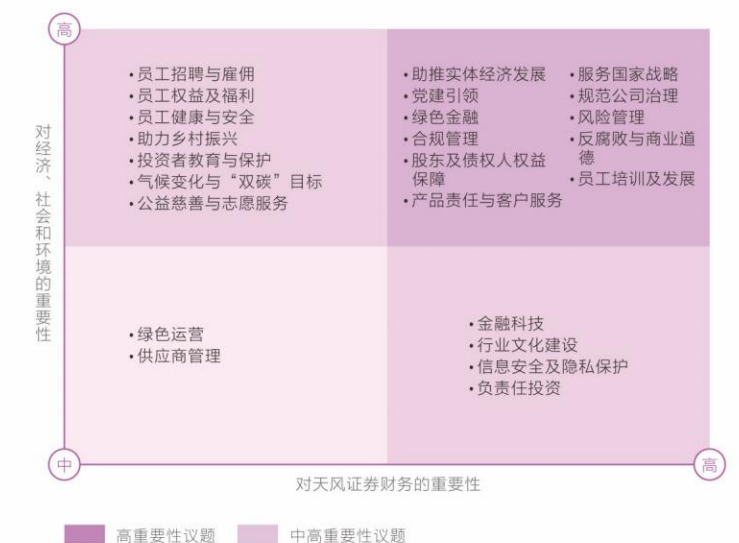 高
对经济、社会和环境的重要性
•员工招聘与雇佣
•员工权益及福利
•员工健康与安全
•助力乡村振兴
•投资者教育与保护
•气候变化与“双碳”目标
•公益慈善与志愿服务
•助推实体经济发展
•党建引领
•绿色金融
•合规管理
•股东及债权人权益
保障
•产品责任与客户服务
•服务国家战略
•规范公司治理
•风险管理
•反腐败与商业道
德
•员工培训及发展
•绿色运营
•供应商管理
•金融科技
•行业文化建设
•信息安全及隐私保护
•负责任投资
中
高
对天风证券财务的重要性
高重要性议题
中高重要性议题